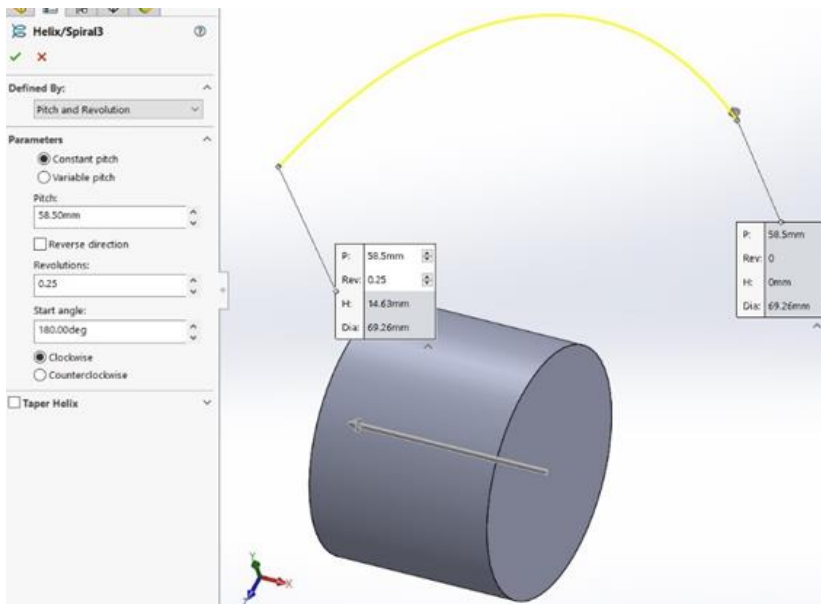 Helix/Spiral3
Defined By:
Pitch and Revolution
Parameters
Constant pitch
Variable pitch
Pitch:
58.50mm
Reverse direction
Revolutions:
0.25
Start angle:
180.00deg
Clockwise
Counterclockwise
Taper Helix
P: 58.5mm
Rev: 0.25
H: 14.63mm
Dia: 69.26mm
P: 58.5mm
Rev: 0
H: 0mm
Dia: 69.26mm
Y
X
Z